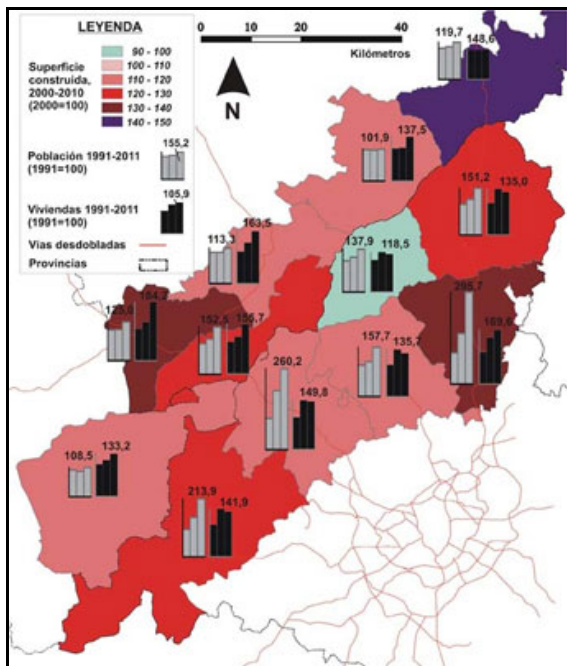 LEYENDA
Superficie construida, 2000-2010 (2000=100)
90 - 100
100 - 110
110 - 120
120 - 130
130 - 140
140 - 150
Población 1991-2011 (1991=100)
155,2
Viviendas 1991-2011 (1991=100)
105,9
Vías desdobladas
Provincias
0
20
40
Kilómetros
N
119,7
148,6
101,9
137,5
151,2
135,0
113,3
163,5
137,9
118,5
152,5
157,7
135,7
295,7
169,6
260,2
149,8
108,5
133,2
213,9
141,9